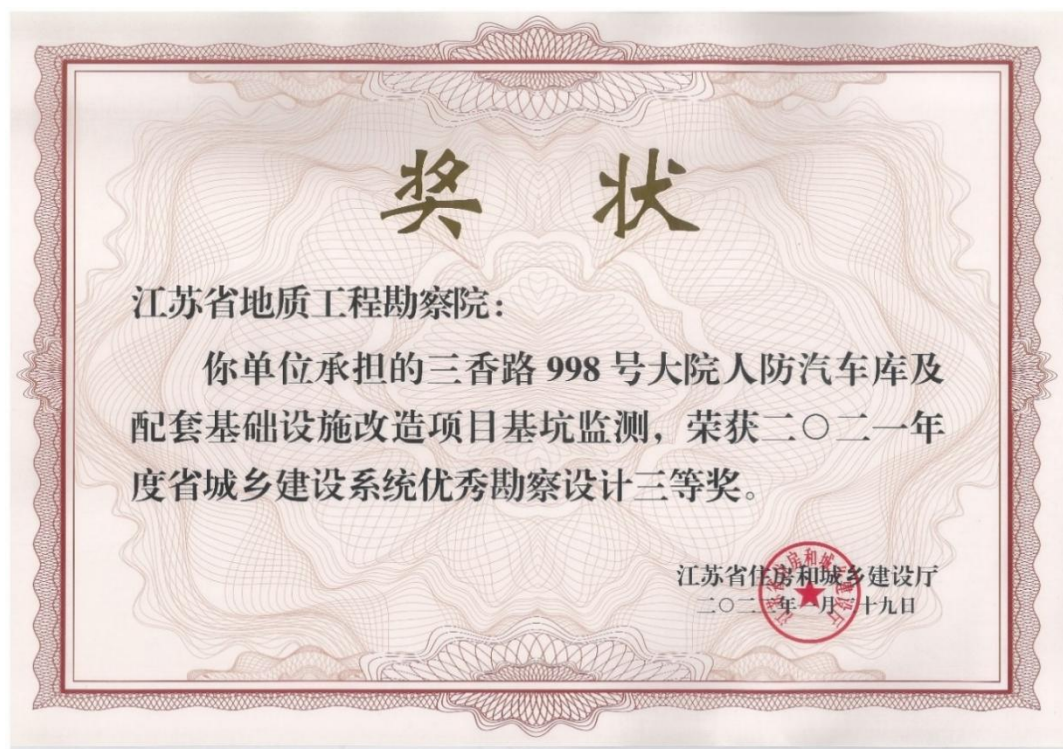 奖 状
江苏省地质工程勘察院:
你单位承担的三香路 998 号大院人防汽车库及
配套基础设施改造项目基坑监测,荣获二〇二一年
度省城乡建设系统优秀勘察设计三等奖。
江苏省住房和城乡建设厅
二〇二 年 月 十九日